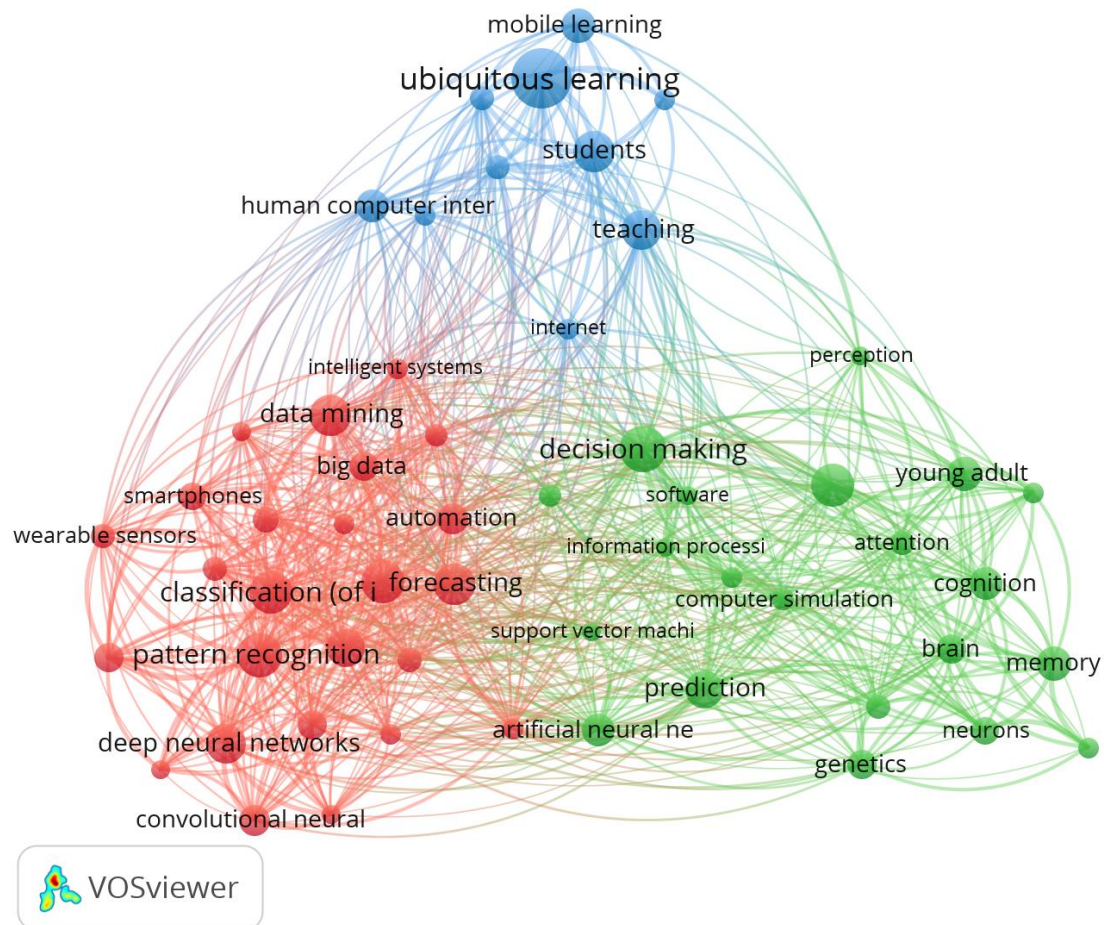 mobile learning
ubiquitous learning
students
human computer inter
teaching
internet
perception
intelligent systems
data mining
decision making
big data
young adult
smartphones
software
automation
wearable sensors
information processi
attention
classification (of i
forecasting
cognition
computer simulation
support vector machi
pattern recognition
brain
memory
prediction
deep neural networks
artificial neural ne
neurons
genetics
convolutional neural
VOSviewer